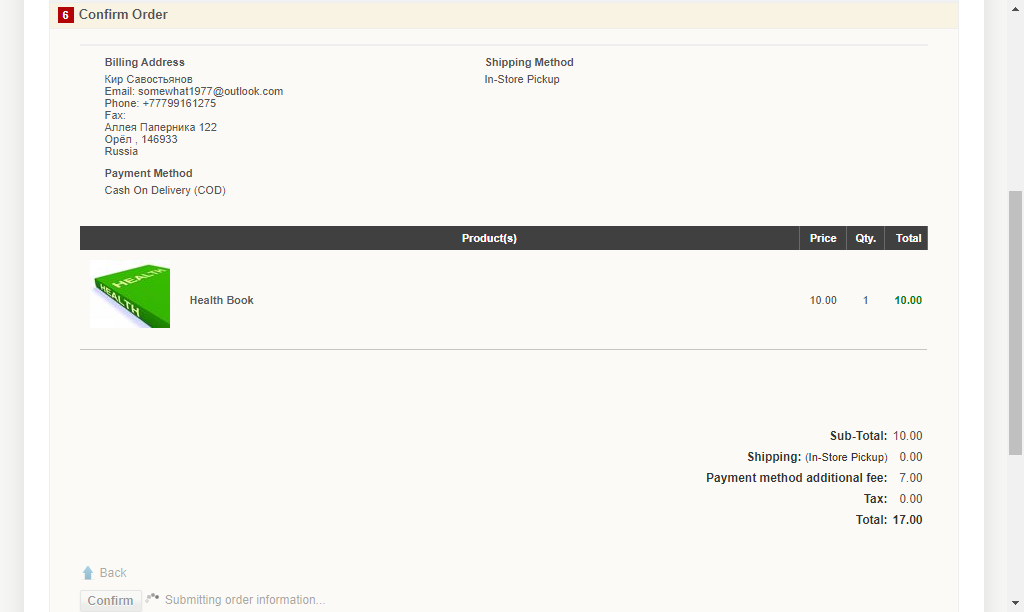 6 Confirm Order
Billing Address
Кир Савостьянов
Email: somewhat1977@outlook.com
Phone: +77799161275
Fax:
Аллея Паперника 122
Орёл , 146933
Russia
Payment Method
Cash On Delivery (COD)
Shipping Method
In-Store Pickup
Product(s) Price Qty. Total
HEALTH
HEALTH
Health Book 10.00 1 10.00
Sub-Total: 10.00
Shipping: (In-Store Pickup) 0.00
Payment method additional fee: 7.00
Tax: 0.00
Total: 17.00
Back
Confirm Submitting order information...